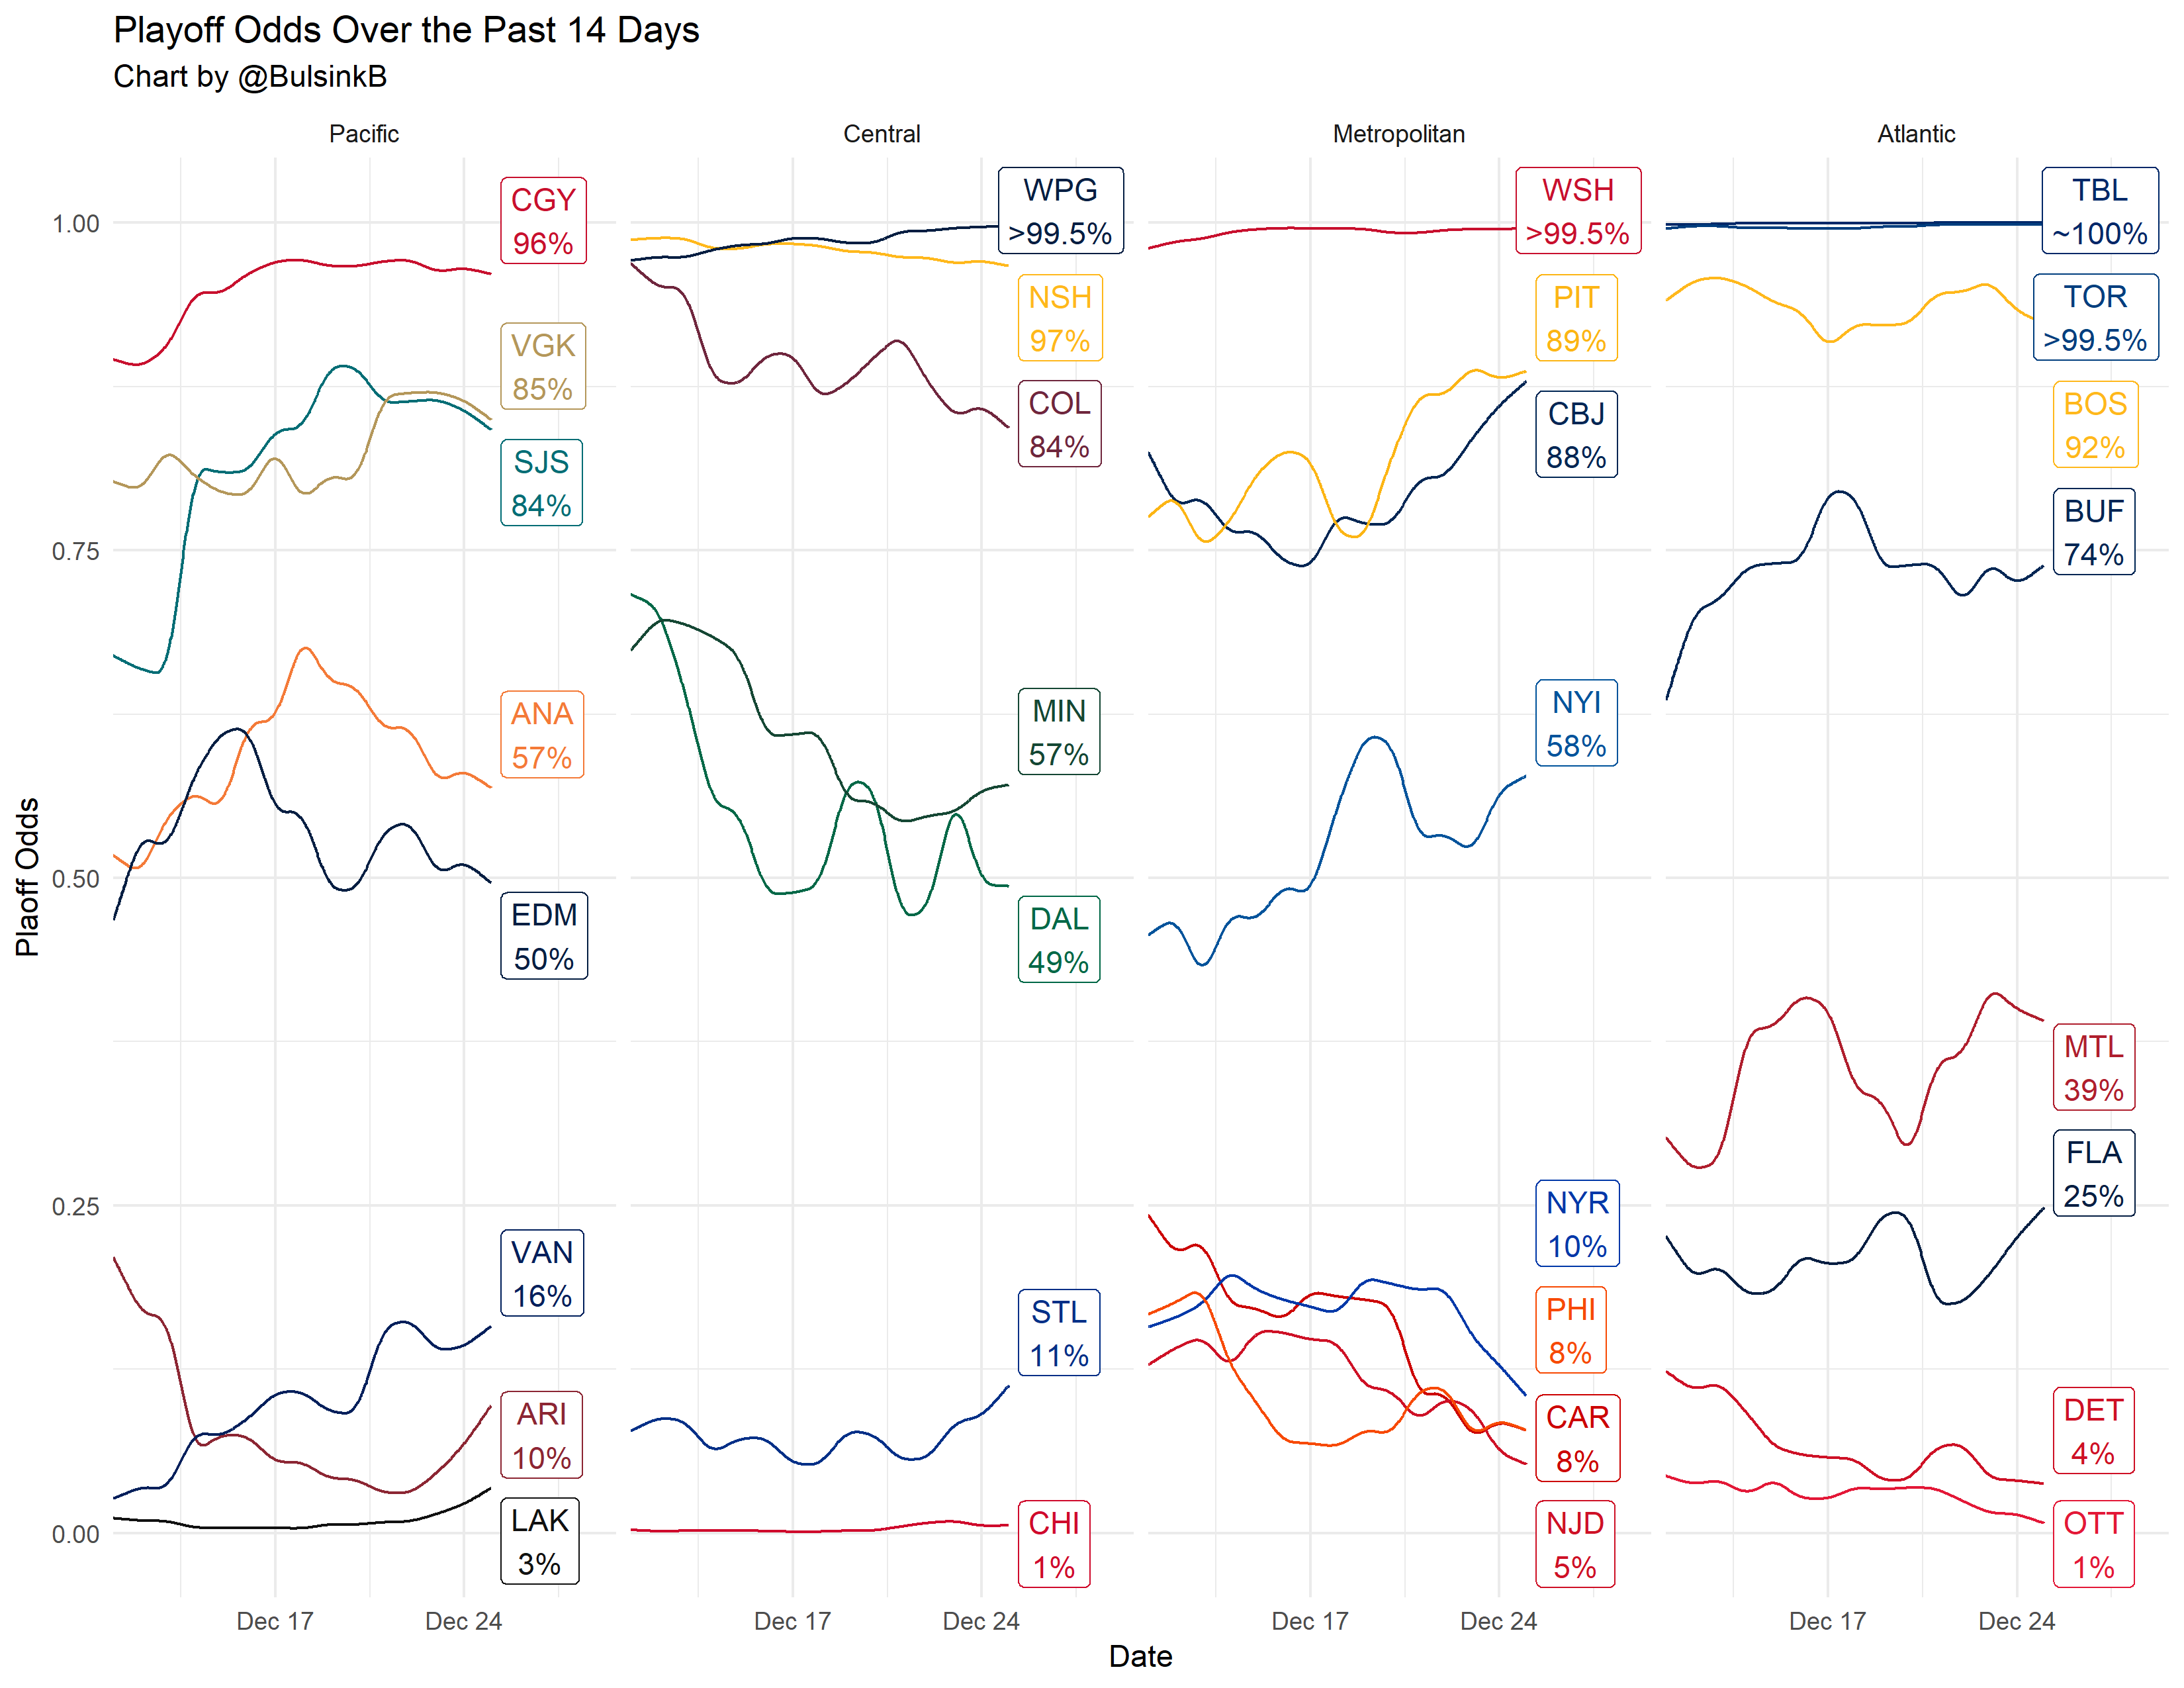 Playoff Odds Over the Past 14 Days
Chart by @BulsinkB
Pacific
Central
Metropolitan
Atlantic
Plaoff Odds
1.00
0.75
0.50
0.25
0.00
CGY
96%
VGK
85%
SJS
84%
ANA
57%
EDM
50%
VAN
16%
ARI
10%
LAK
3%
WPG
>99.5%
NSH
97%
COL
84%
MIN
57%
DAL
49%
STL
11%
CHI
1%
WSH
>99.5%
PIT
89%
CBJ
88%
NYI
58%
NYR
10%
PHI
8%
CAR
8%
NJD
5%
TBL
~100%
TOR
>99.5%
BOS
92%
BUF
74%
MTL
39%
FLA
25%
DET
4%
OTT
1%
Dec 17
Dec 24
Dec 17
Dec 24
Dec 17
Dec 24
Dec 17
Dec 24
Date